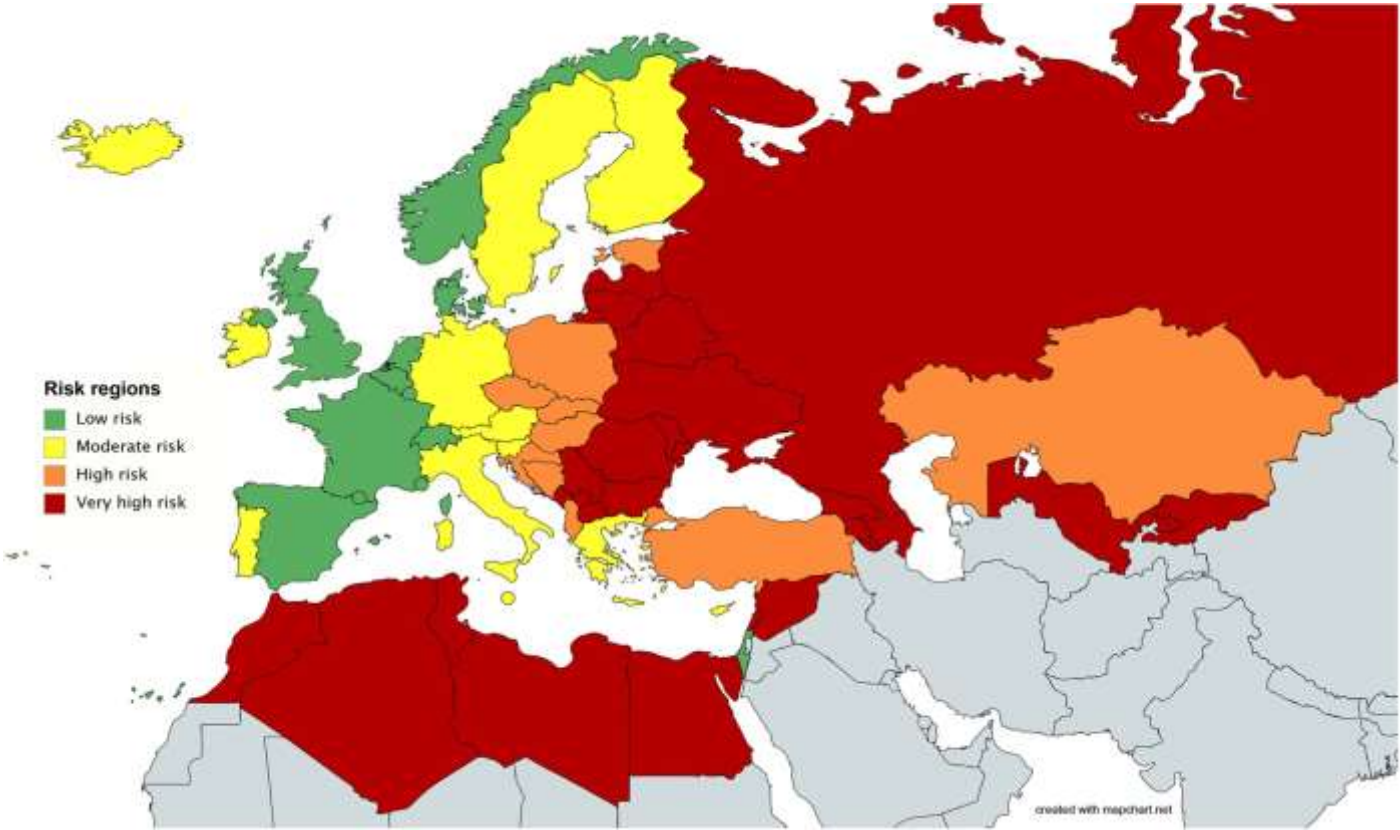 Risk regions
Low risk
Moderate risk
High risk
Very high risk
created with mapchart.net